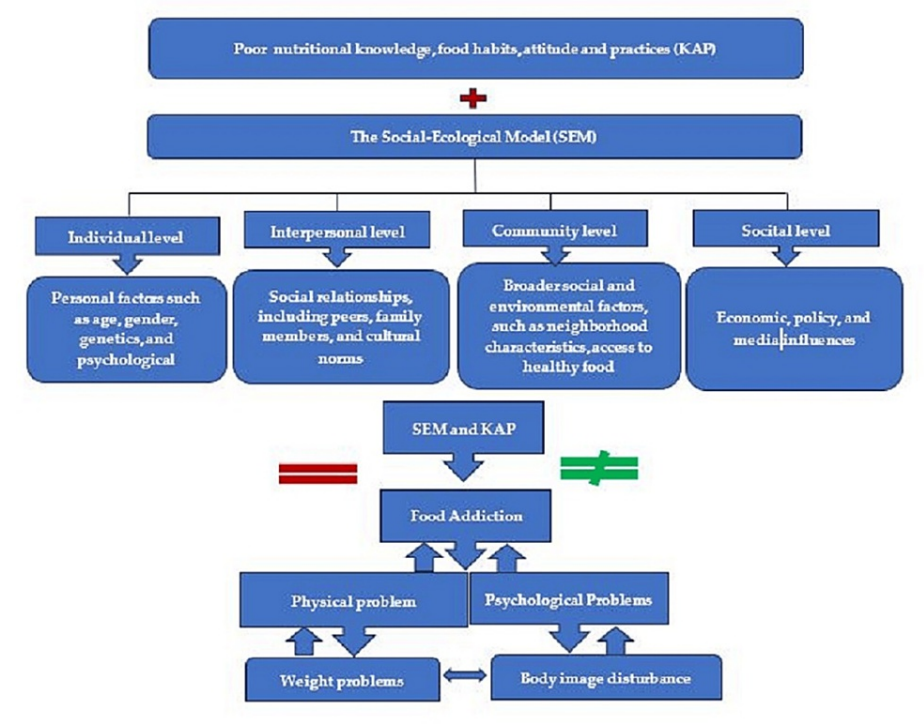 Poor nutritional knowledge, food habits, attitude and practices (KAP)
+
The Social-Ecological Model (SEM)
Individual level
Interpersonal level
Community level
Socital level
Personal factors such
as age, gender,
genetics, and
psychological
Social relationships,
including peers, family
members, and cultural
norms
Broader social and
environmental factors,
such as neighborhood
characteristics, access to
healthy food
Economic, policy, and
media influences
SEM and KAP
=
≠
Food Addiction
Physical problem
Psychological Problems
Weight problems
Body image disturbance